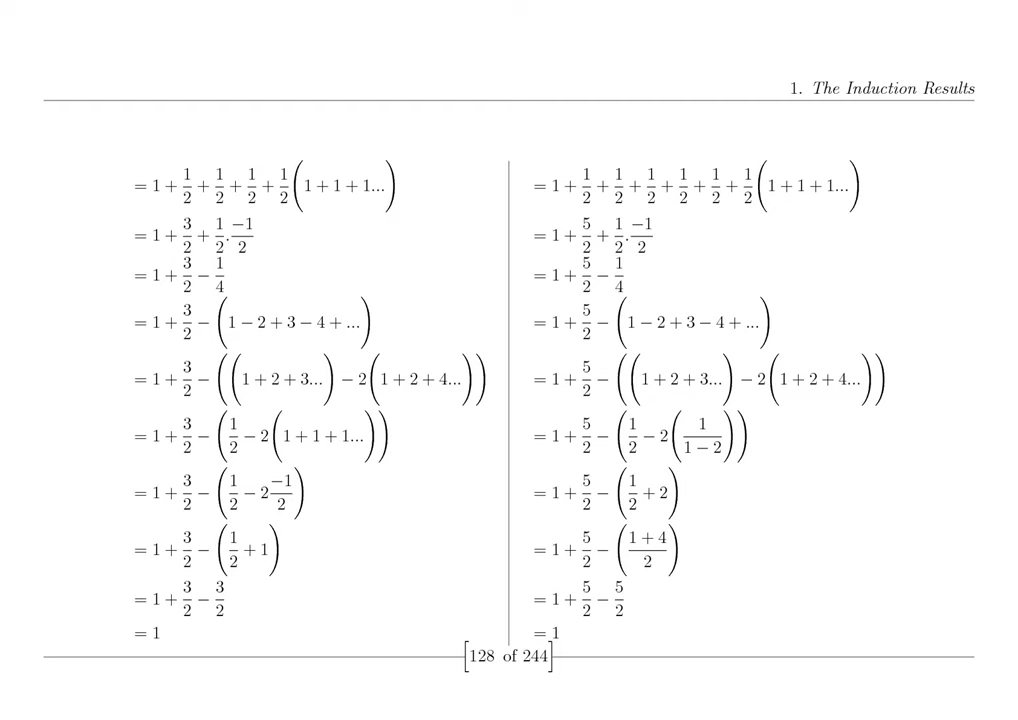 1. The Induction Results
= 1 + 1/2 + 1/2 + 1/2 + 1/2 (1 + 1 + 1...)
= 1 + 3/2 + 1/2 . −1/2
= 1 + 3/2 − 1/4
= 1 + 3/2 − (1 − 2 + 3 − 4 + ...)
= 1 + 3/2 − ((1 + 2 + 3...) − 2(1 + 2 + 4...))
= 1 + 3/2 − (1/2 − 2(1 + 1 + 1...))
= 1 + 3/2 − (1/2 − 2 −1/2)
= 1 + 3/2 − (1/2 + 1)
= 1 + 3/2 − 3/2
= 1
= 1 + 1/2 + 1/2 + 1/2 + 1/2 + 1/2 + 1/2 (1 + 1 + 1...)
= 1 + 5/2 + 1/2 . −1/2
= 1 + 5/2 − 1/4
= 1 + 5/2 − (1 − 2 + 3 − 4 + ...)
= 1 + 5/2 − ((1 + 2 + 3...) − 2(1 + 2 + 4...))
= 1 + 5/2 − (1/2 − 2(1/(1 − 2)))
= 1 + 5/2 − (1/2 + 2)
= 1 + 5/2 − ((1 + 4)/2)
= 1 + 5/2 − 5/2
= 1
[128 of 244]